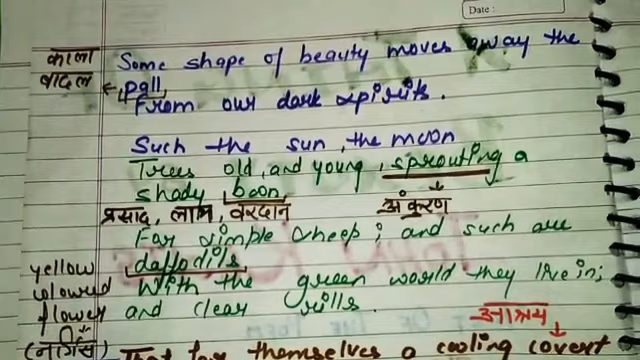 Date :
काला Some shape of beauty moves away the
बादल ← pall
From our dark spirits.
Such the sun, the moon
Trees old, and young, sprouting a
shady boon
प्रसाद, लाभ, वरदान अंकुरण
For simple sheep; and such are
yellow daffodils
colowred With the green world they live in;
flower and clear rills.
आश्रय
(नर्गिस) That for themselves a cooling covert